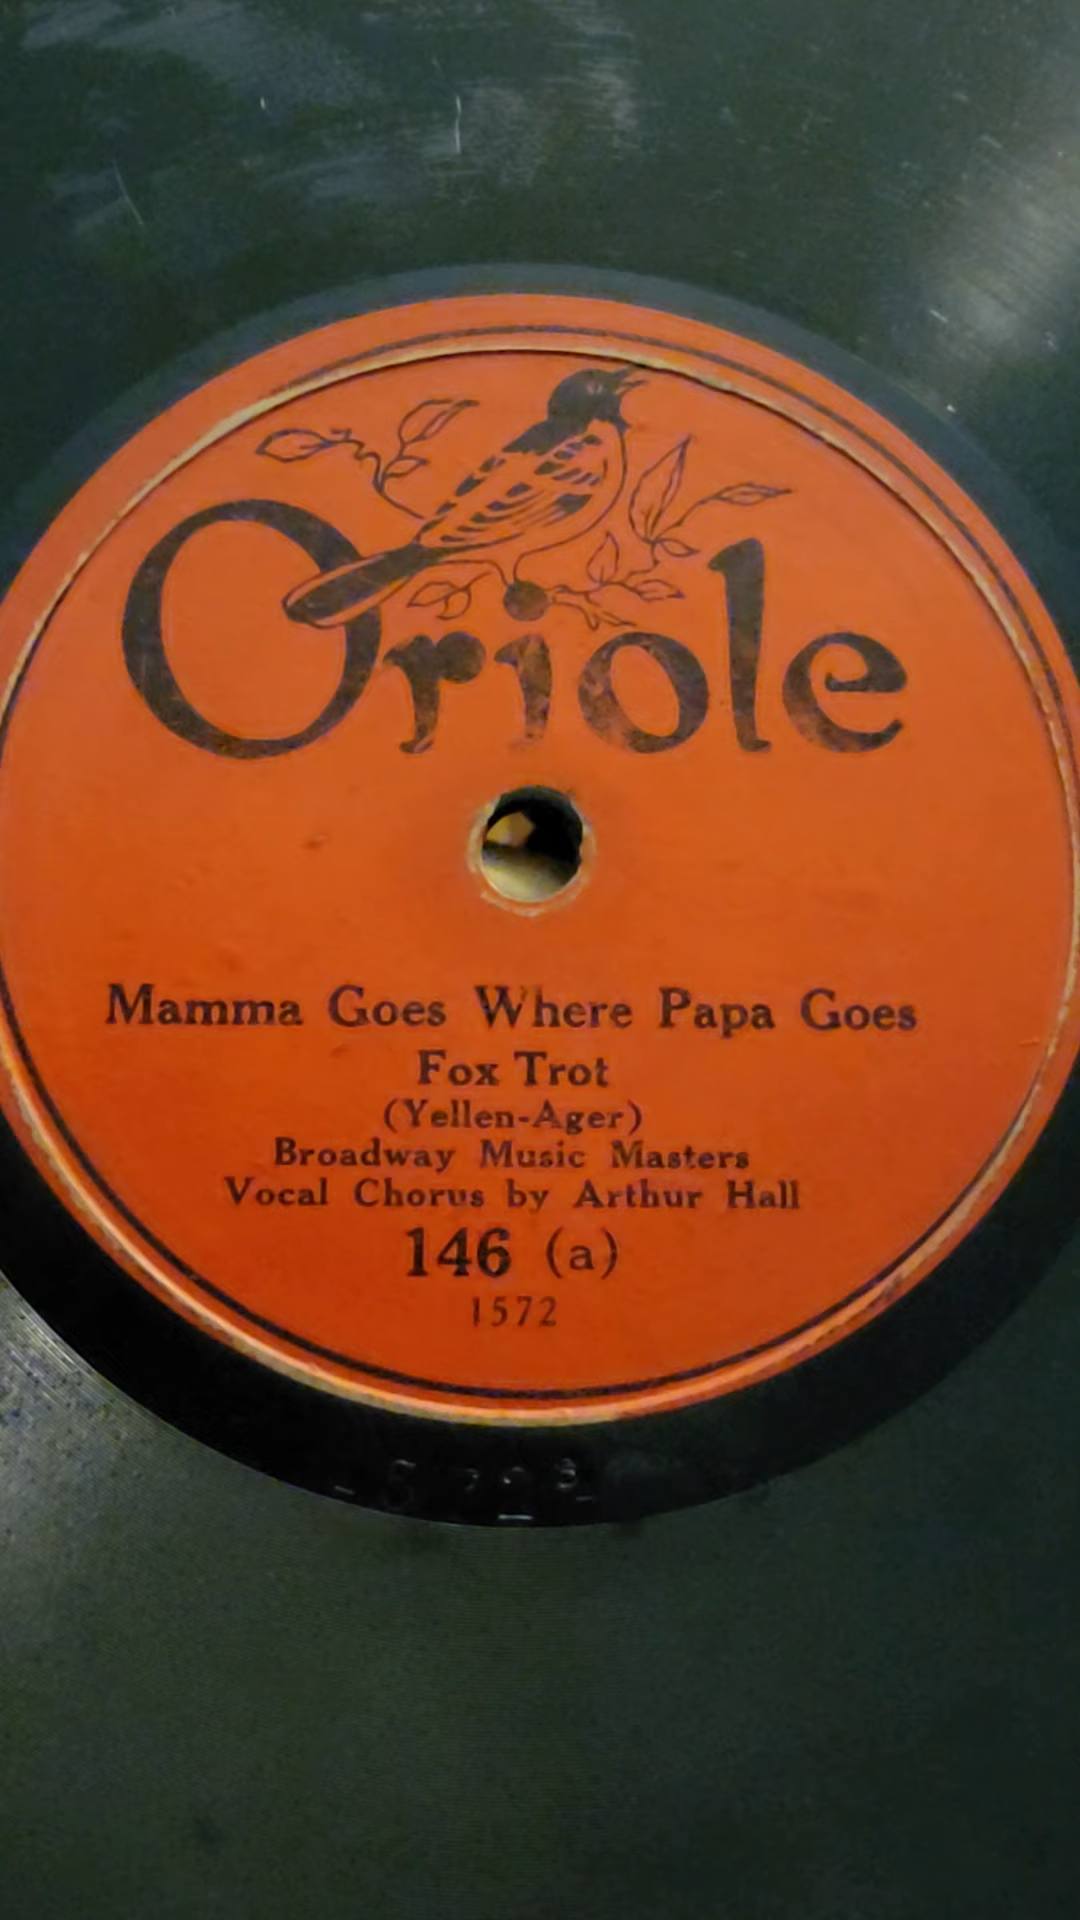 Oriole
Mamma Goes Where Papa Goes
Fox Trot
(Yellen-Ager)
Broadway Music Masters
Vocal Chorus by Arthur Hall
146 (a)
1572